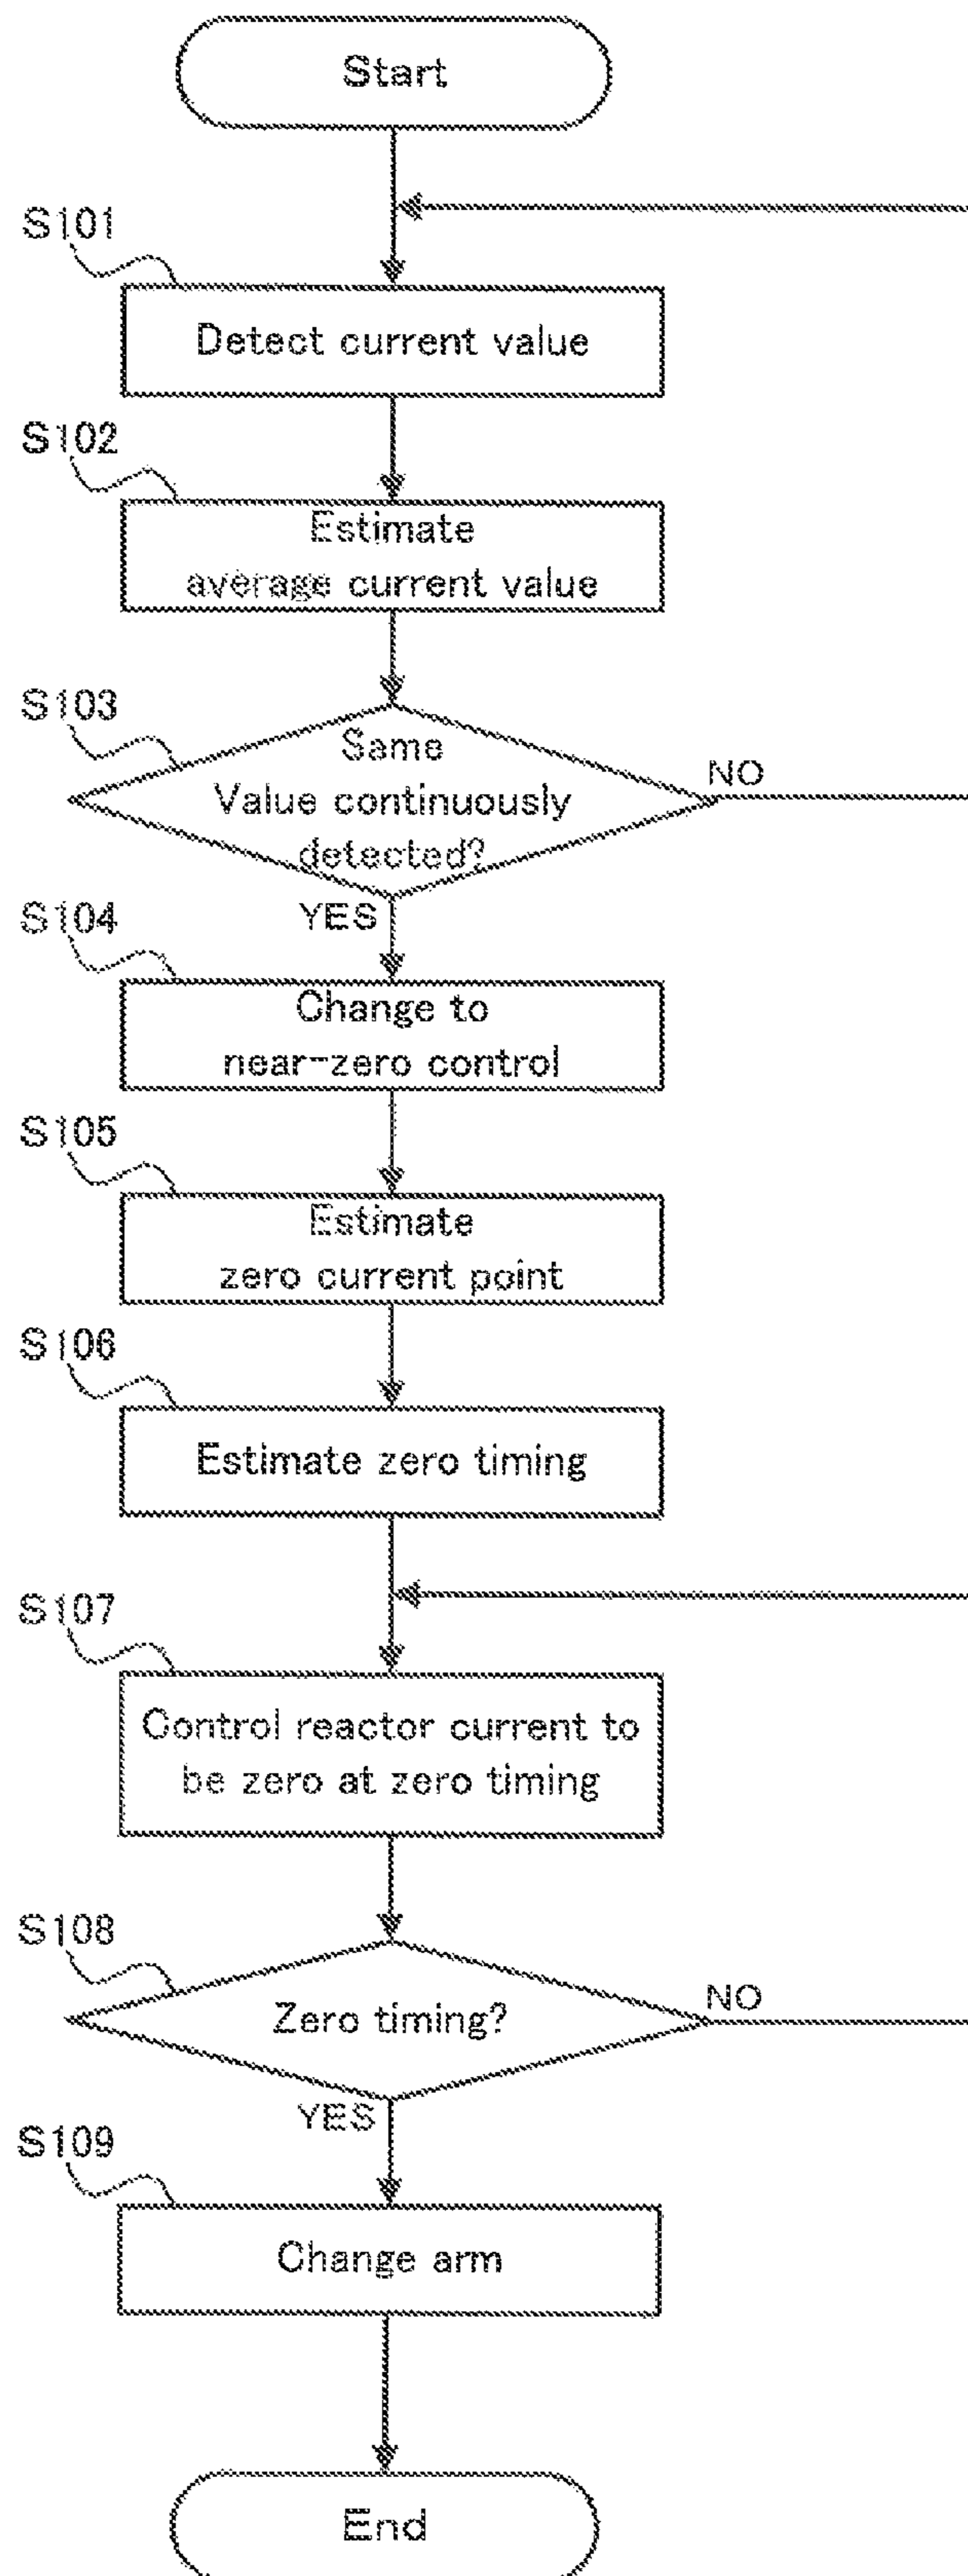 Start
S101
Detect current value
S102
Estimate
average current value
S103
Same
Value continuously
detected?
NO
YES
S104
Change to
near-zero control
S105
Estimate
zero current point
S106
Estimate zero timing
S107
Control reactor current to
be zero at zero timing
S108
Zero timing?
NO
YES
S109
Change arm
End